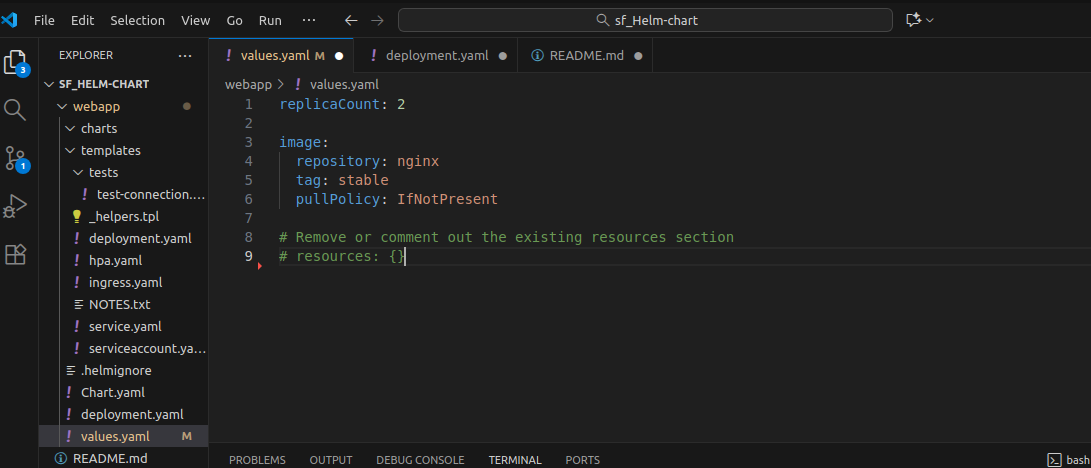 File Edit Selection View Go Run ··· sf_Helm-chart
EXPLORER ···
values.yaml M deployment.yaml README.md
3
1
SF_HELM-CHART
webapp
charts
templates
tests
test-connection....
_helpers.tpl
deployment.yaml
hpa.yaml
ingress.yaml
NOTES.txt
service.yaml
serviceaccount.ya...
.helmignore
Chart.yaml
deployment.yaml
values.yaml M
README.md
webapp > values.yaml
1 replicaCount: 2
2
3 image:
4 repository: nginx
5 tag: stable
6 pullPolicy: IfNotPresent
7
8 # Remove or comment out the existing resources section
9 # resources: {}
PROBLEMS OUTPUT DEBUG CONSOLE TERMINAL PORTS bash